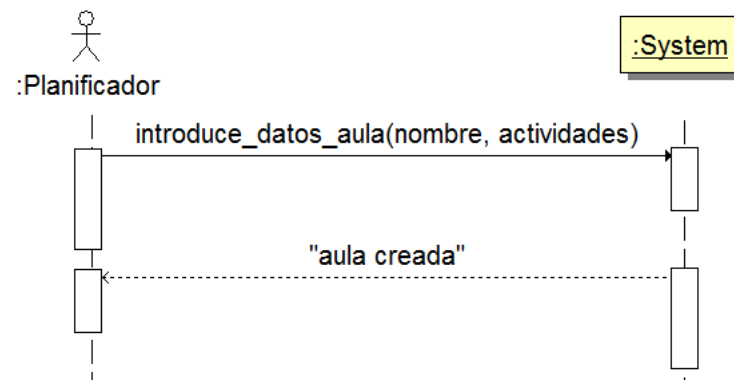 :System
:Planificador
introduce_datos_aula(nombre, actividades)
"aula creada"